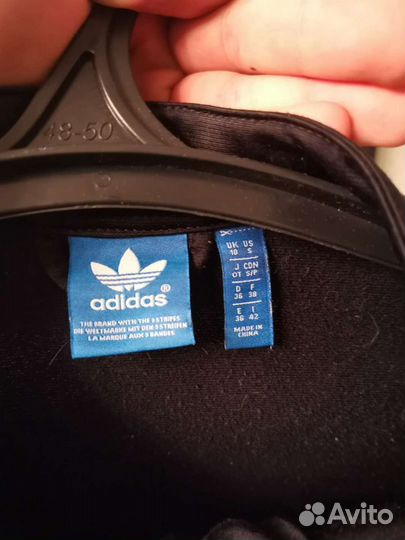 48-50
adidas®
THE BRAND WITH THE 3 STRIPES
DIE WELTMARKE MIT DEN 3 STREIFEN
LA MARQUE AUX 3 BANDES
UK US
10 S
J CDN
OT S/P
D F
36 38
E I
36 42
MADE IN
CHINA
Avito